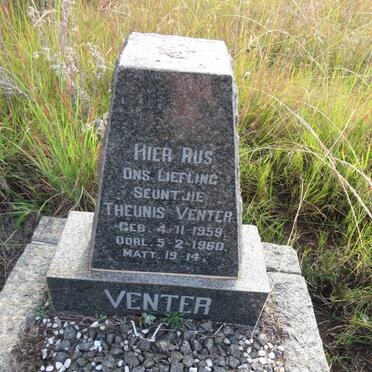 HIER RUS
ONS LIEFLING
SEUNTJIE
THEUNIS VENTER
GEB. 4-11-1959
OORL. 5-2-1960
MATT. 19-14
VENTER